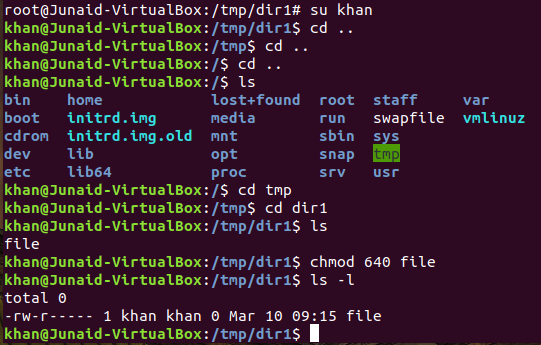 root@Junaid-VirtualBox:/tmp/dir1# su khan
khan@Junaid-VirtualBox:/tmp/dir1$ cd ..
khan@Junaid-VirtualBox:/tmp$ cd ..
khan@Junaid-VirtualBox:/$ cd ..
khan@Junaid-VirtualBox:/$ ls
bin home lost+found root staff var
boot initrd.img media run swapfile vmlinuz
cdrom initrd.img.old mnt sbin sys
dev lib opt snap tmp
etc lib64 proc srv usr
khan@Junaid-VirtualBox:/$ cd tmp
khan@Junaid-VirtualBox:/tmp$ cd dir1
khan@Junaid-VirtualBox:/tmp/dir1$ ls
file
khan@Junaid-VirtualBox:/tmp/dir1$ chmod 640 file
khan@Junaid-VirtualBox:/tmp/dir1$ ls -l
total 0
-rw-r----- 1 khan khan 0 Mar 10 09:15 file
khan@Junaid-VirtualBox:/tmp/dir1$